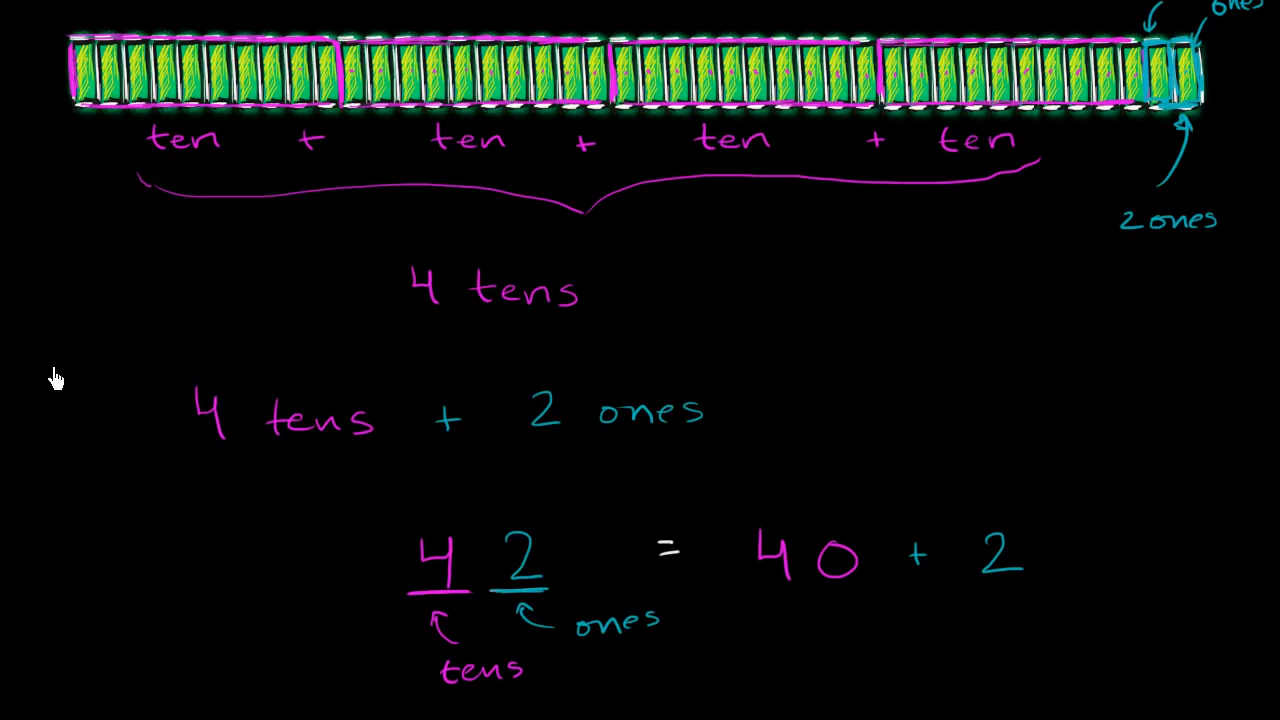 ones
ten + ten + ten + ten
2 ones
4 tens
4 tens + 2 ones
4 2 = 40 + 2
ones
tens